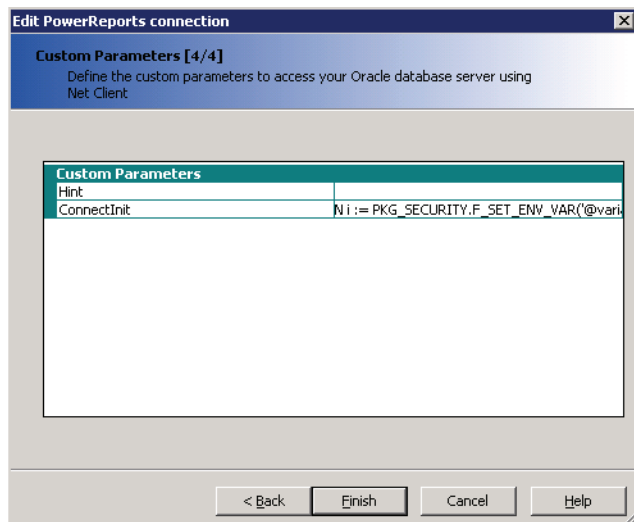 Edit PowerReports connection
Custom Parameters [4/4]
Define the custom parameters to access your Oracle database server using
Net Client
Custom Parameters
Hint
ConnectInit N i := PKG_SECURITY.F_SET_ENV_VAR('@vari
< Back Finish Cancel Help